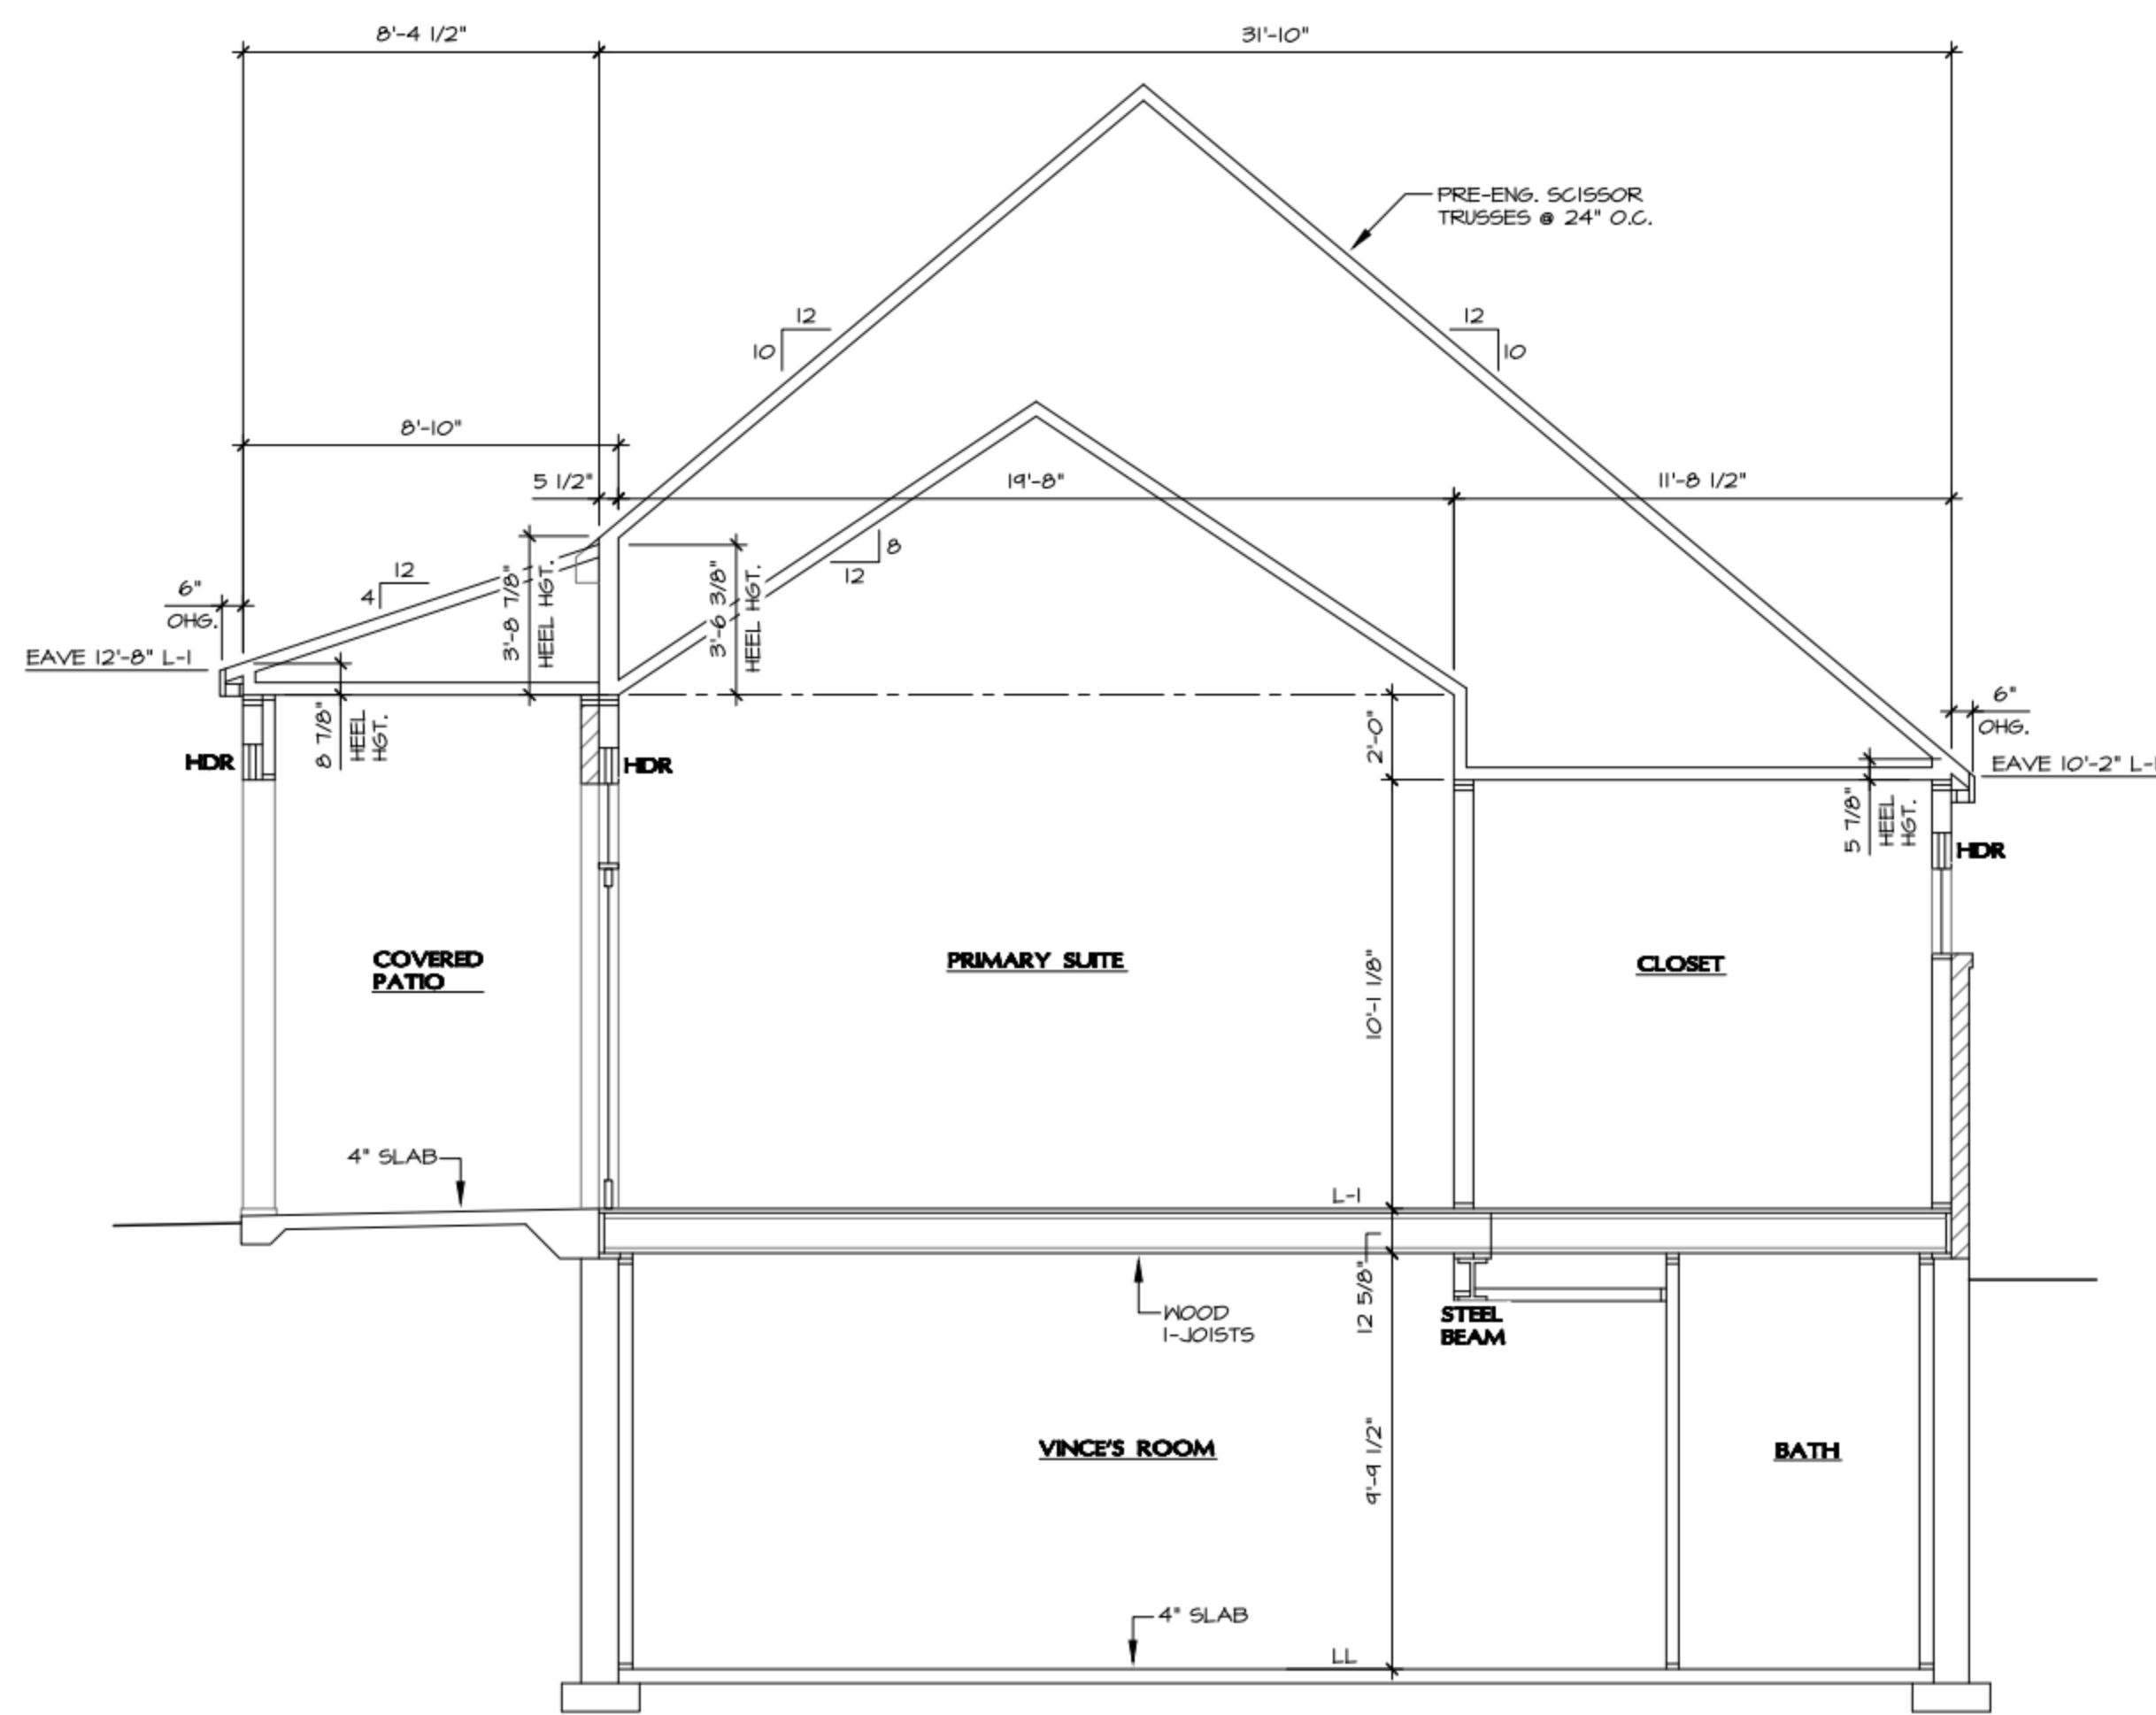 8'-4 1/2"
31'-10"
PRE-ENG. SCISSOR
TRUSSES @ 24" O.C.
12
10
12
10
8'-10"
5 1/2"
19'-8"
11'-8 1/2"
8
12
12
4
6"
OHG.
3'-8 7/8"
HEEL HGT.
3'-6 3/8"
HEEL HGT.
EAVE 12'-8" L-1
8 7/8"
HEEL
HGT.
2'-0"
6"
OHG.
EAVE 10'-2" L-1
HDR
HDR
5 7/8"
HEEL
HGT.
HDR
COVERED
PATIO
PRIMARY SUITE
10'-1 1/8"
CLOSET
4" SLAB
L-1
12 5/8"
WOOD
I-JOISTS
STEEL
BEAM
VINCE'S ROOM
9'-9 1/2"
BATH
4" SLAB
LL